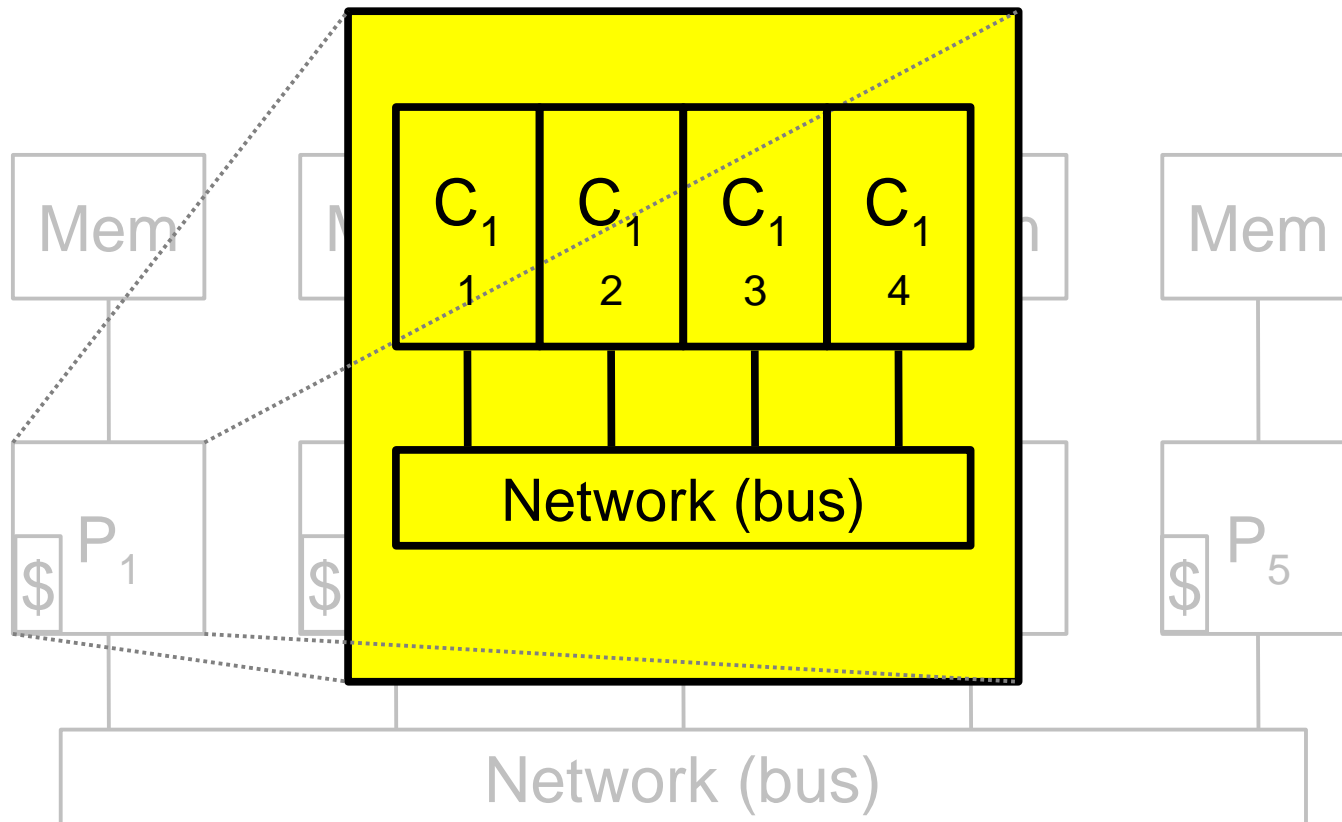 C₁ C₁ C₁ C₁
1 2 3 4
Mem Mem
Network (bus)
P₁ P₅
$ $ $
Network (bus)